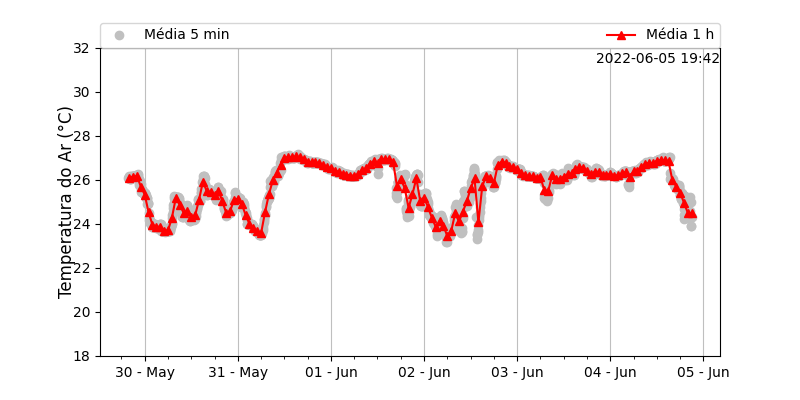 Média 5 min
Média 1 h
2022-06-05 19:42
Temperatura do Ar (°C)
32
30
28
26
24
22
20
18
30 - May
31 - May
01 - Jun
02 - Jun
03 - Jun
04 - Jun
05 - Jun